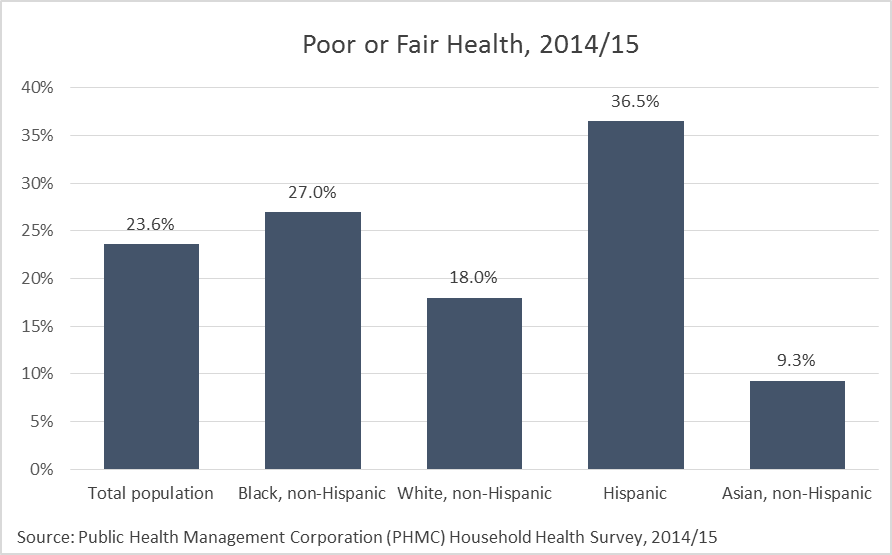 Poor or Fair Health, 2014/15
40%
35%
30%
25%
20%
15%
10%
5%
0%
23.6%
27.0%
18.0%
36.5%
9.3%
Total population
Black, non-Hispanic
White, non-Hispanic
Hispanic
Asian, non-Hispanic
Source: Public Health Management Corporation (PHMC) Household Health Survey, 2014/15